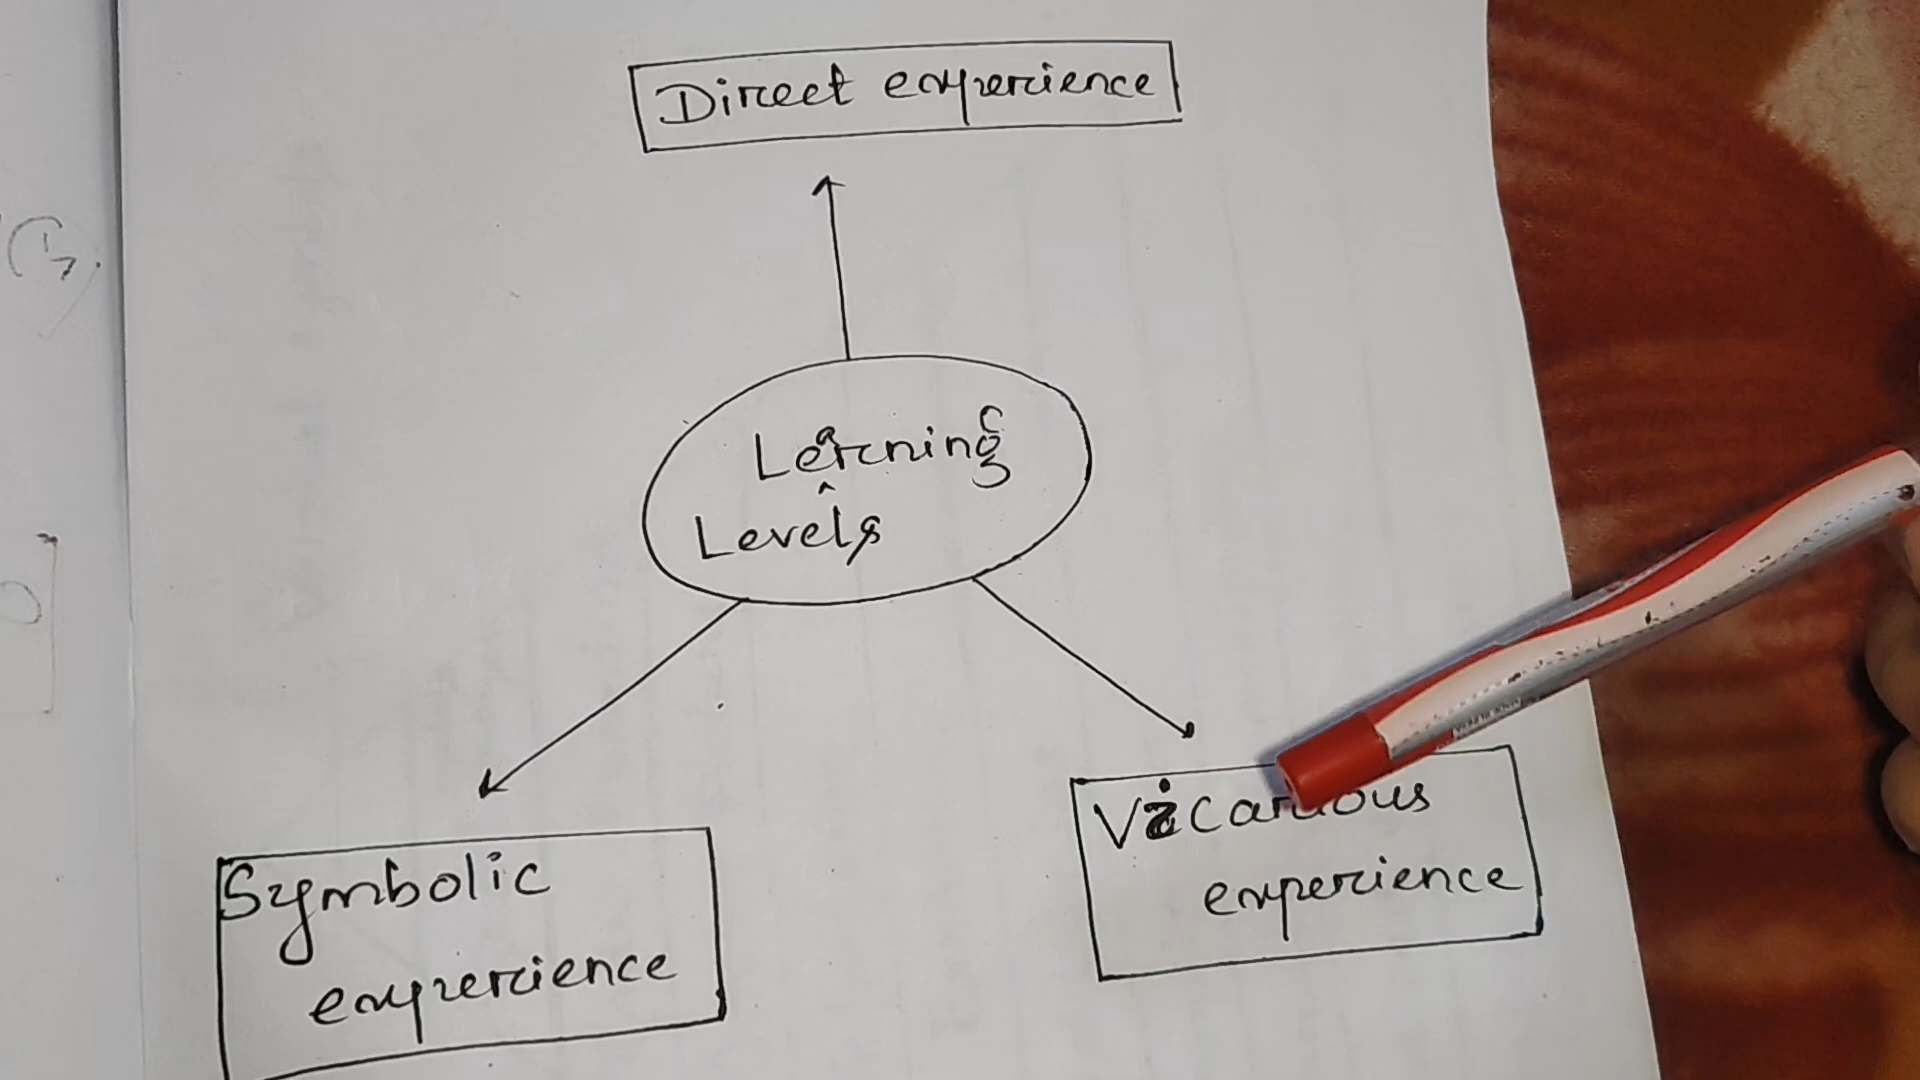 Direct experience
Learning
Levels
Vicarious
experience
Symbolic
experience